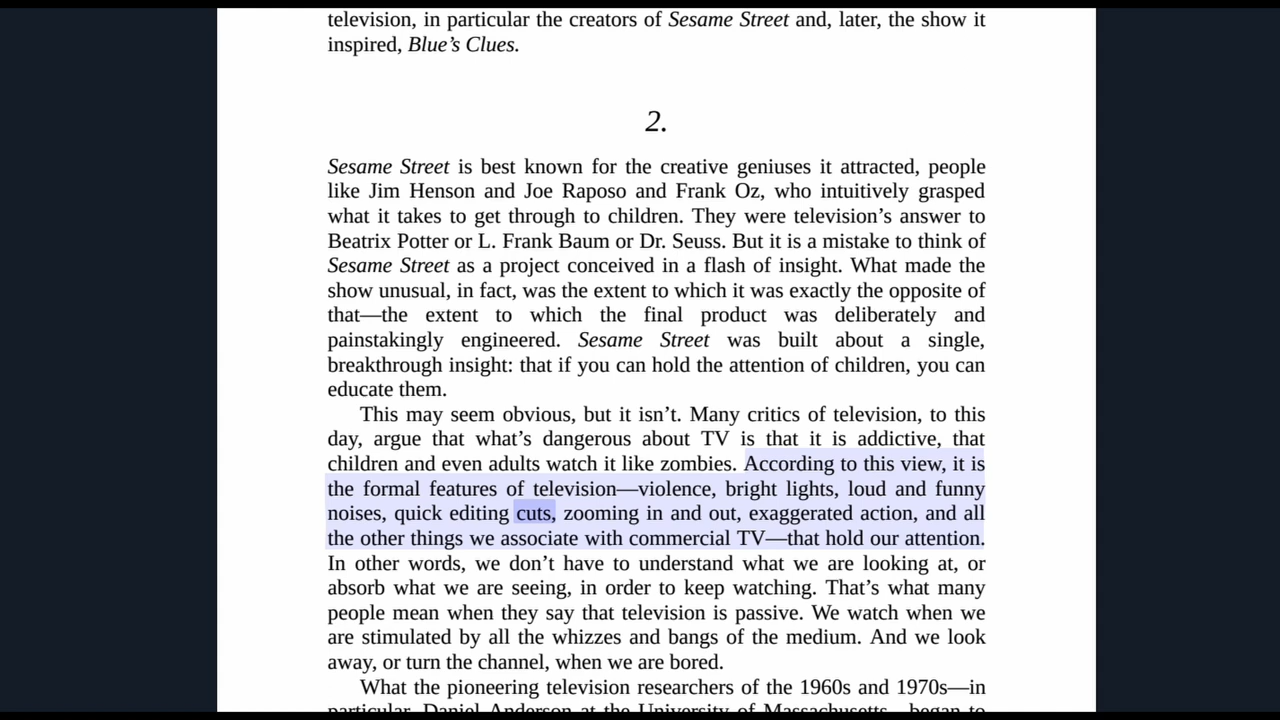 television, in particular the creators of Sesame Street and, later, the show it
inspired, Blue’s Clues.
2.
Sesame Street is best known for the creative geniuses it attracted, people
like Jim Henson and Joe Raposo and Frank Oz, who intuitively grasped
what it takes to get through to children. They were television’s answer to
Beatrix Potter or L. Frank Baum or Dr. Seuss. But it is a mistake to think of
Sesame Street as a project conceived in a flash of insight. What made the
show unusual, in fact, was the extent to which it was exactly the opposite of
that—the extent to which the final product was deliberately and
painstakingly engineered. Sesame Street was built about a single,
breakthrough insight: that if you can hold the attention of children, you can
educate them.
This may seem obvious, but it isn’t. Many critics of television, to this
day, argue that what’s dangerous about TV is that it is addictive, that
children and even adults watch it like zombies. According to this view, it is
the formal features of television—violence, bright lights, loud and funny
noises, quick editing cuts, zooming in and out, exaggerated action, and all
the other things we associate with commercial TV—that hold our attention.
In other words, we don’t have to understand what we are looking at, or
absorb what we are seeing, in order to keep watching. That’s what many
people mean when they say that television is passive. We watch when we
are stimulated by all the whizzes and bangs of the medium. And we look
away, or turn the channel, when we are bored.
What the pioneering television researchers of the 1960s and 1970s—in
particular, Daniel Anderson at the University of Massachusetts—began to